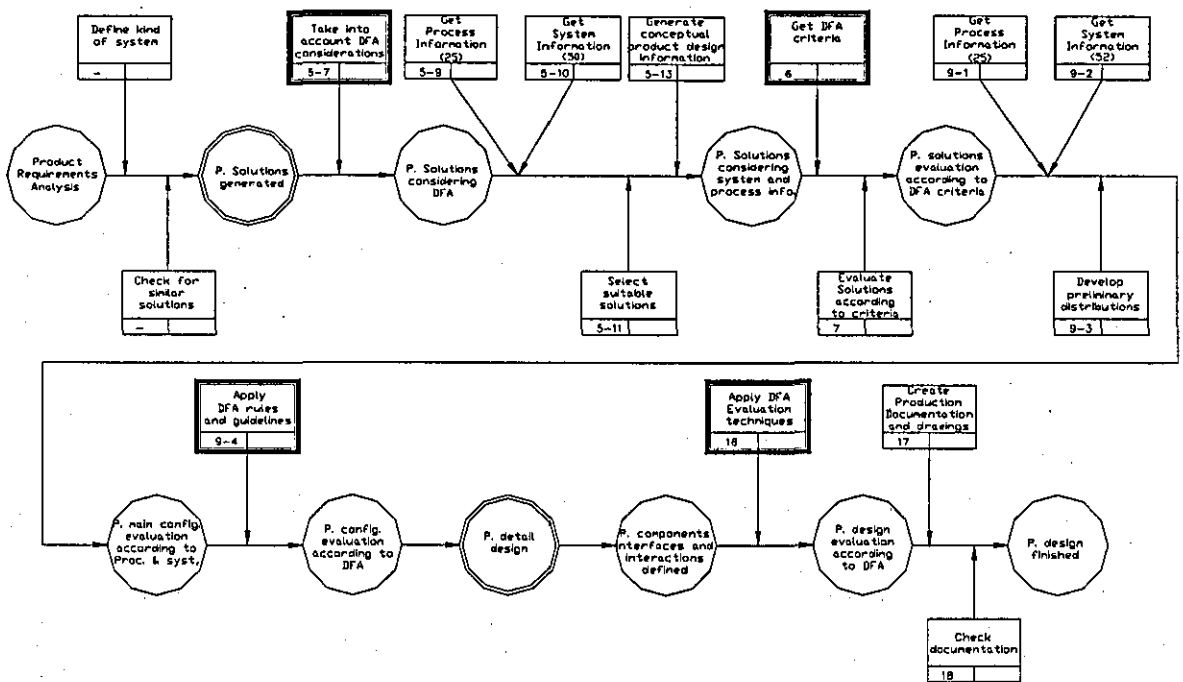 Define kind
of system
–
Take into
account DFA
considerations
5-7
Get
Process
Information
(25)
5-9
Get
System
Information
(50)
5-10
Generate
conceptual
product design
information
5-13
Get DFA
criteria
6
Get
Process
Information
(25)
9-1
Get
System
Information
(52)
9-2
Product
Requirements
Analysis
P. Solutions
generated
P. Solutions
considering
DFA
P. Solutions
considering
system and
process info.
P. solutions
evaluation
according to
DFA criteria
Check for
similar
solutions
–
Select
suitable
solutions
5-11
Evaluate
Solutions
according
to criteria
7
Develop
preliminary
distributions
9-3
Apply
DFA rules
and guidelines
9-4
Apply DFA
Evaluation
techniques
16
Create
Production
Documentation
and drawings
17
P. main config.
evaluation
according to
Proc. & syst.
P. config.
evaluation
according to
DFA
P. detail
design
P. components
interfaces and
interactions
defined
P. design
evaluation
according
to DFA
P. design
finished
Check
documentation
18